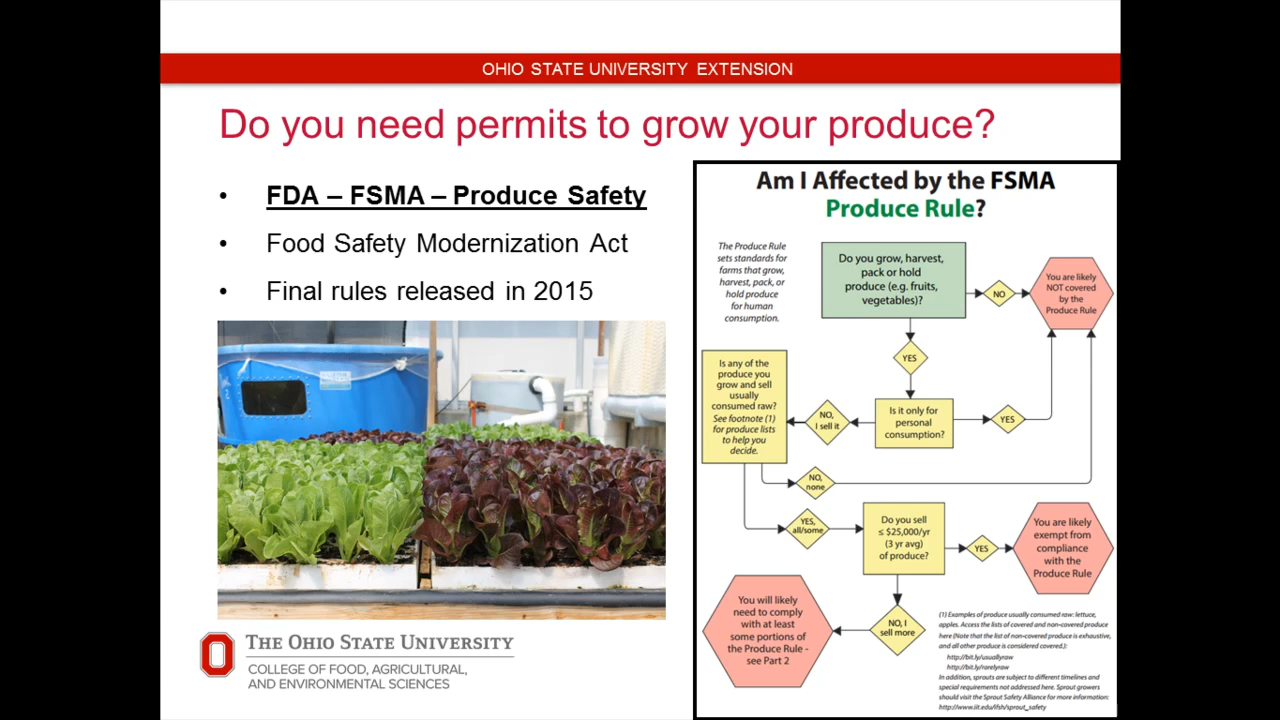 OHIO STATE UNIVERSITY EXTENSION
Do you need permits to grow your produce?
• FDA – FSMA – Produce Safety
• Food Safety Modernization Act
• Final rules released in 2015
THE OHIO STATE UNIVERSITY
COLLEGE OF FOOD, AGRICULTURAL,
AND ENVIRONMENTAL SCIENCES
Am I Affected by the FSMA
Produce Rule?
The Produce Rule
sets standards for
farms that grow,
harvest, pack, or
hold produce
for human
consumption.
Do you grow, harvest,
pack or hold
produce (e.g. fruits,
vegetables)?
NO
You are likely
NOT covered
by the
Produce Rule
YES
Is any of the
produce you
grow and sell
usually
consumed raw?
See footnote (1)
for produce lists
to help you
decide.
NO,
I sell it
Is it only for
personal
consumption?
YES
NO,
none
YES,
all/some
Do you sell
≤ $25,000/yr
(3 yr avg)
of produce?
YES
You are likely
exempt from
compliance
with the
Produce Rule
You will likely
need to comply
with at least
some portions of
the Produce Rule -
see Part 2
NO, I
sell more
(1) Examples of produce usually consumed raw: lettuce,
apples. Access the lists of covered and non-covered produce
here (Note that the list of non-covered produce is exhaustive,
and all other produce is considered covered.):
http://bit.ly/usuallyraw
http://bit.ly/rarelyraw
In addition, sprouts are subject to different timelines and
special requirements not addressed here. Sprout growers
should visit the Sprout Safety Alliance for more information:
http://www.iit.edu/ifsh/sprout_safety